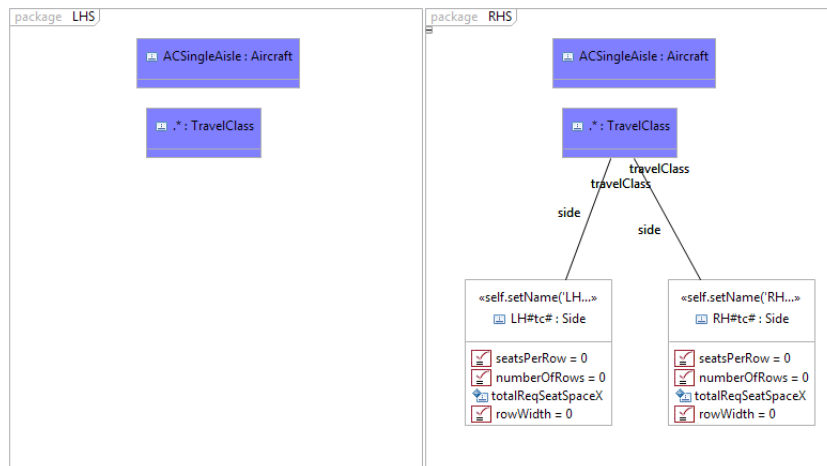 package LHS
ACSingleAisle : Aircraft
.* : TravelClass
package RHS
ACSingleAisle : Aircraft
.* : TravelClass
travelClass
travelClass
side
side
«self.setName('LH...»
LH#tc# : Side
seatsPerRow = 0
numberOfRows = 0
totalReqSeatSpaceX
rowWidth = 0
«self.setName('RH...»
RH#tc# : Side
seatsPerRow = 0
numberOfRows = 0
totalReqSeatSpaceX
rowWidth = 0